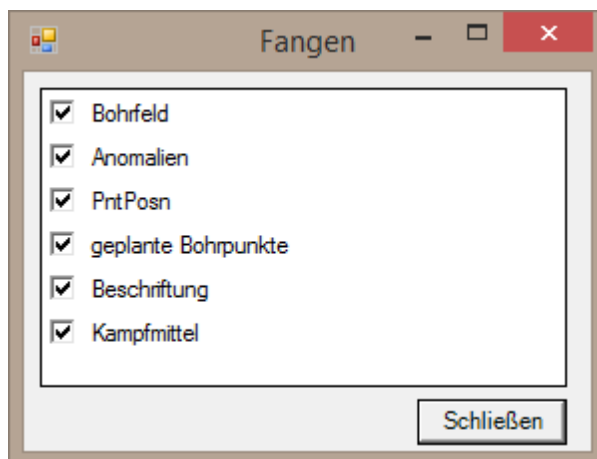 Fangen
Bohrfeld
Anomalien
PntPosn
geplante Bohrpunkte
Beschriftung
Kampfmittel
Schließen